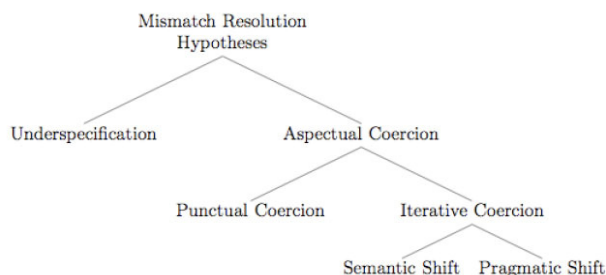 Mismatch Resolution
Hypotheses
Underspecification
Aspectual Coercion
Punctual Coercion
Iterative Coercion
Semantic Shift
Pragmatic Shift